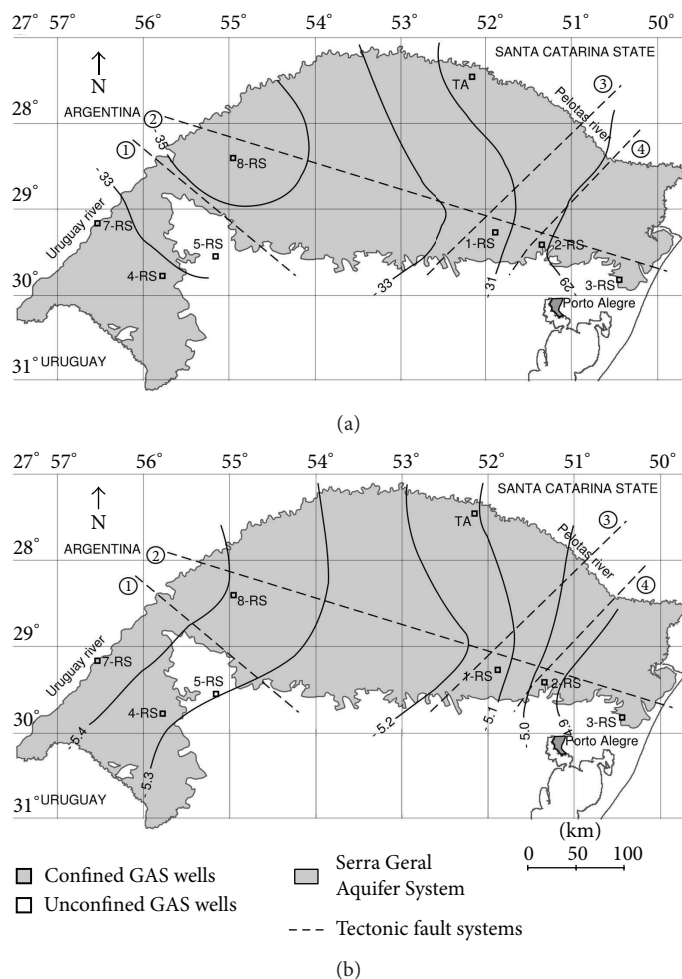 27°
57° 56° 55° 54° 53° 52° 51° 50°
SANTA CATARINA STATE
N
TA
3
Pelotas river
28°
ARGENTINA
2
4
1
- 35
8-RS
- 33
29°
Uruguay river
7-RS
5-RS
1-RS
2-RS
4-RS
30°
- 33
- 31
- 29
3-RS
Porto Alegre
31°
URUGUAY
(a)
27°
57° 56° 55° 54° 53° 52° 51° 50°
SANTA CATARINA STATE
N
TA
3
Pelotas river
28°
ARGENTINA
2
4
1
8-RS
29°
Uruguay river
7-RS
5-RS
1-RS
2-RS
4-RS
- 5.4
- 5.3
- 5.2
- 5.1
- 5.0
- 4.9
3-RS
30°
Porto Alegre
31°
URUGUAY
(km)
0 50 100
Confined GAS wells
Unconfined GAS wells
Serra Geral
Aquifer System
Tectonic fault systems
(b)